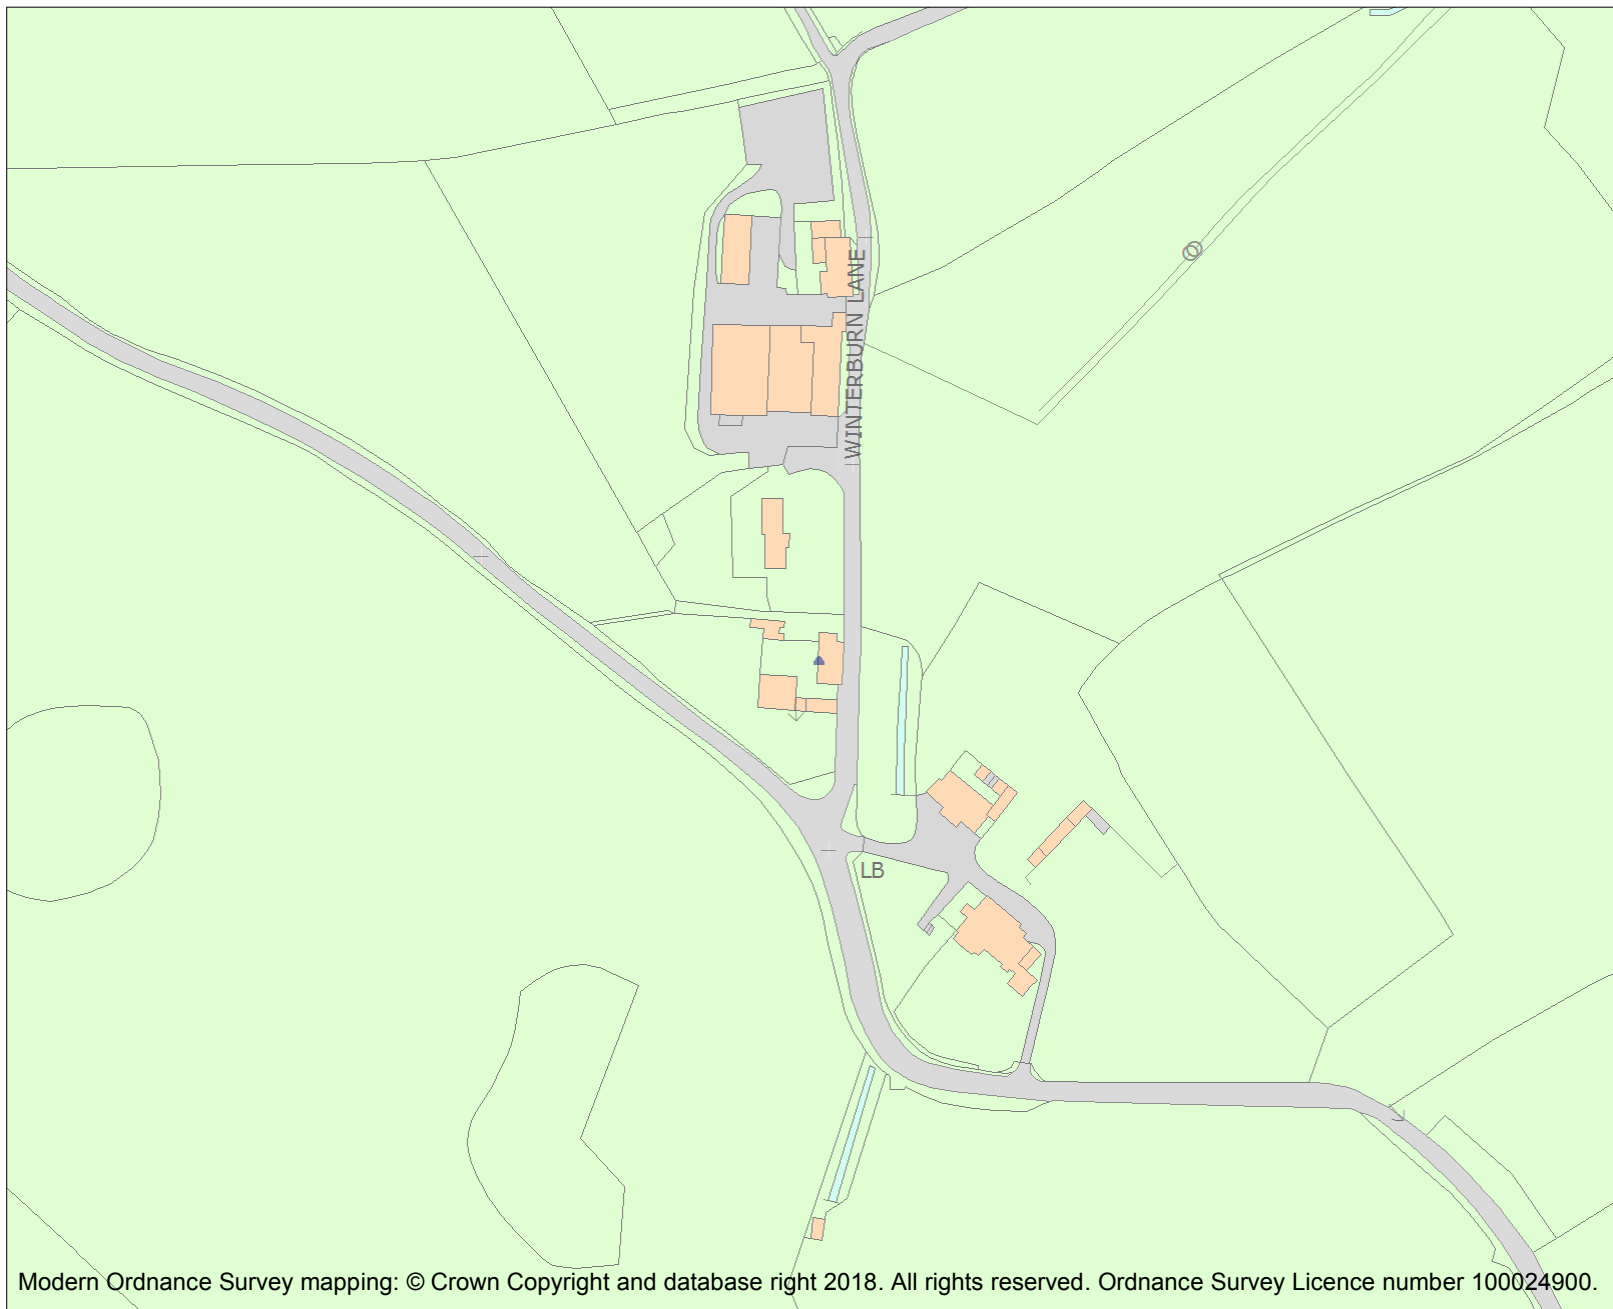 WINTERBURN LANE
LB
Modern Ordnance Survey mapping: © Crown Copyright and database right 2018. All rights reserved. Ordnance Survey Licence number 100024900.